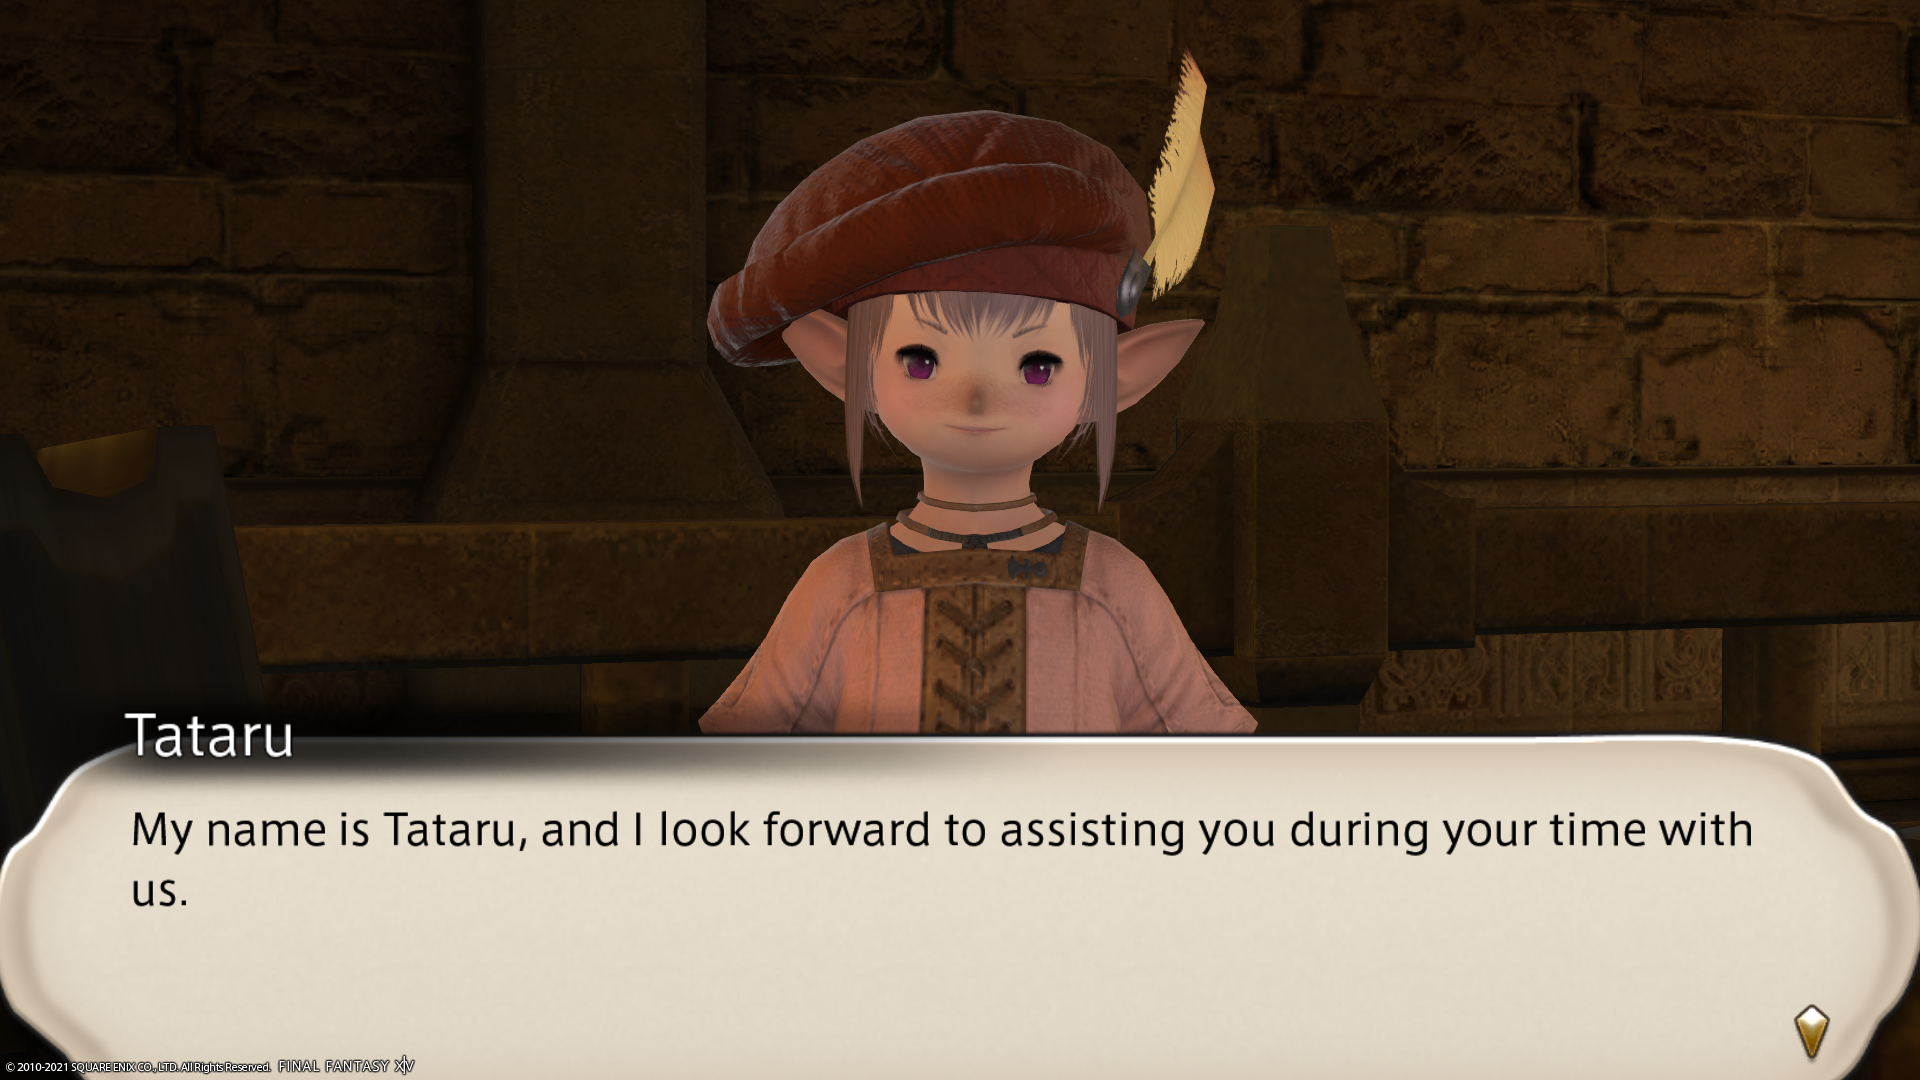 Tataru
My name is Tataru, and I look forward to assisting you during your time with
us.
© 2010-2021 SQUARE ENIX CO., LTD. All Rights Reserved. FINAL FANTASY XIV